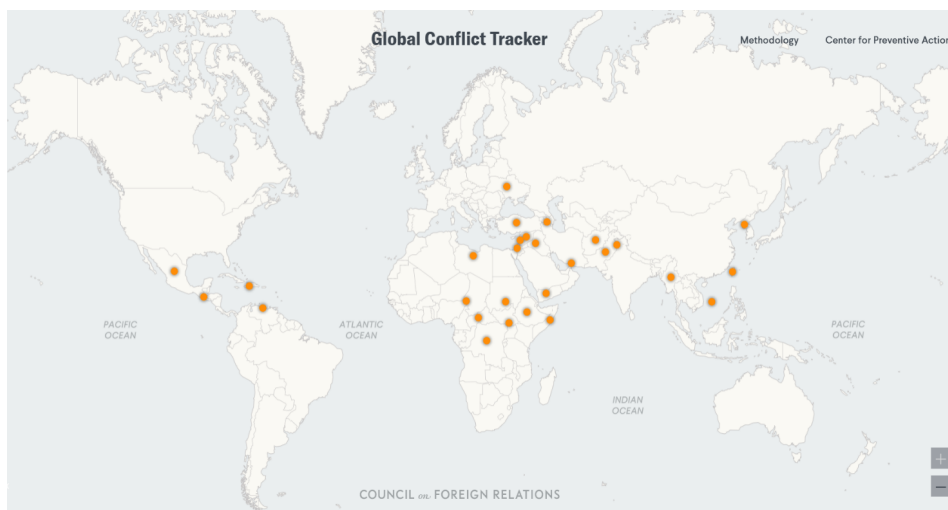 Global Conflict Tracker
Methodology
Center for Preventive Action
PACIFIC
OCEAN
ATLANTIC
OCEAN
PACIFIC
OCEAN
INDIAN
OCEAN
COUNCIL on FOREIGN RELATIONS
+
−